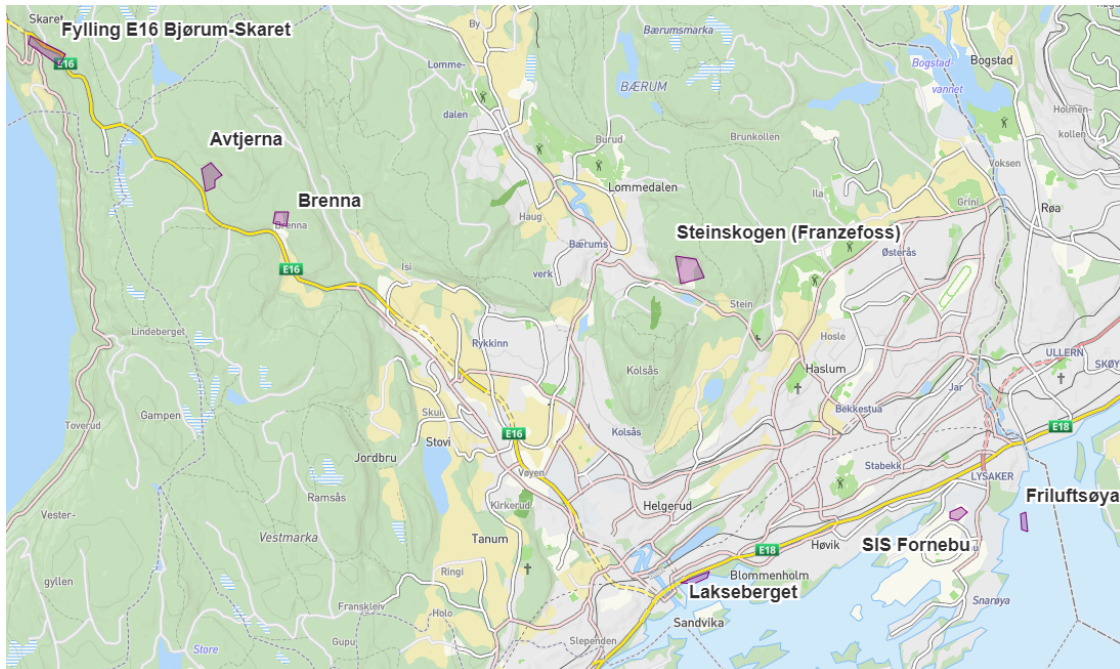 Skaret
Fylling E16 Bjørum-Skaret
E16
By
Bærumsmarka
Bogstad
Bogstad-
vannet
Lomme-
dalen
BÆRUM
Holmen-
kollen
Burud
Brunkollen
Avtjerna
Voksen
Lommedalen
Ila
Brenna
Brenna
Haug
Grini
Røa
Steinskogen (Franzefoss)
Bærums
verk
Østerås
E16
Isi
Stein
Lindeberget
Rykkinn
Hosle
ULLERN
SKØY
Kolsås
Haslum
Jar
Gampen
Skui
Bekkestua
Toverud
Stovi
E16
Kolsås
E18
Jordbru
Vøyen
Stabekk
LYSAKER
Ramsås
Kirkerud
Helgerud
Friluftsøya
Vester-
gyllen
Vestmarka
Tanum
Høvik
SIS Fornebu
E18
Ringi
Blommenholm
Lakseberget
Franskleiv
Holo
Sandvika
Snarøya
Gupu
Slependen
Store